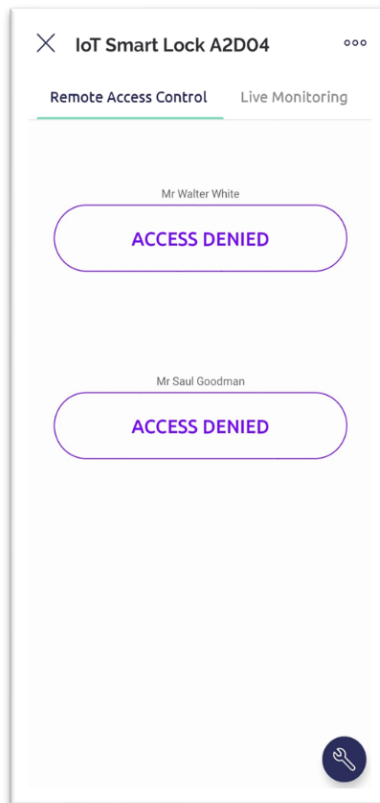 IoT Smart Lock A2D04
Remote Access Control Live Monitoring
Mr Walter White
ACCESS DENIED
Mr Saul Goodman
ACCESS DENIED